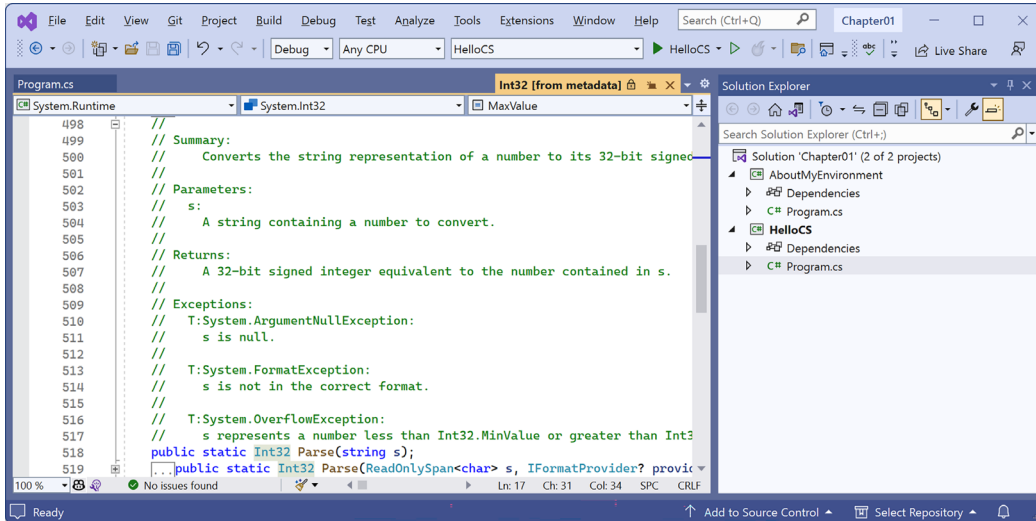 File Edit View Git Project Build Debug Test Analyze Tools Extensions Window Help Search (Ctrl+Q) Chapter01
Debug Any CPU HelloCS HelloCS abc Live Share
Program.cs Int32 [from metadata]
C# System.Runtime System.Int32 MaxValue
498 //
499 // Summary:
500 // Converts the string representation of a number to its 32-bit signed
501 //
502 // Parameters:
503 // s:
504 // A string containing a number to convert.
505 //
506 // Returns:
507 // A 32-bit signed integer equivalent to the number contained in s.
508 //
509 // Exceptions:
510 // T:System.ArgumentNullException:
511 // s is null.
512 //
513 // T:System.FormatException:
514 // s is not in the correct format.
515 //
516 // T:System.OverflowException:
517 // s represents a number less than Int32.MinValue or greater than Int3
518 public static Int32 Parse(string s);
519 ...public static Int32 Parse(ReadOnlySpan<char> s, IFormatProvider? provid
100 % No issues found Ln: 17 Ch: 31 Col: 34 SPC CRLF
Solution Explorer
Search Solution Explorer (Ctrl+;)
Solution 'Chapter01' (2 of 2 projects)
C# AboutMyEnvironment
Dependencies
C# Program.cs
C# HelloCS
Dependencies
C# Program.cs
Ready Add to Source Control Select Repository